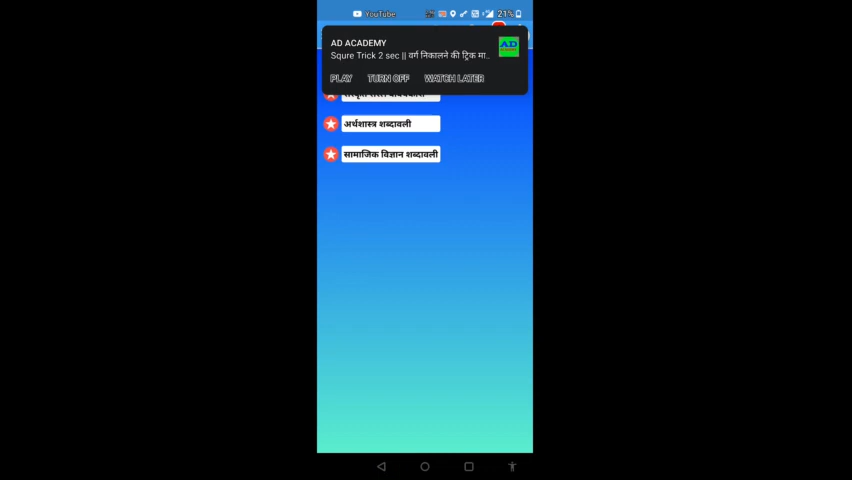 YouTube
21%
AD ACADEMY
Squre Trick 2 sec || वर्ग निकालने की ट्रिक मा..
AD
PLAY TURN OFF WATCH LATER
अर्थशास्त्र शब्दावली
सामाजिक विज्ञान शब्दावली